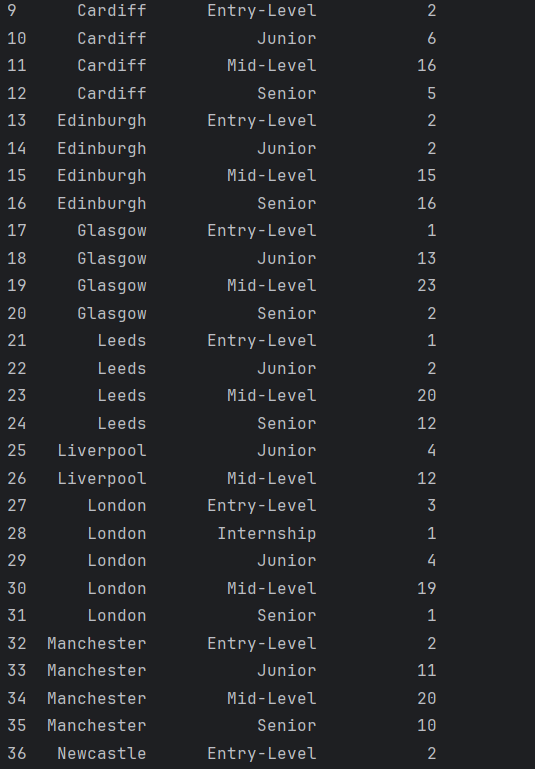 9 Cardiff Entry-Level 2
10 Cardiff Junior 6
11 Cardiff Mid-Level 16
12 Cardiff Senior 5
13 Edinburgh Entry-Level 2
14 Edinburgh Junior 2
15 Edinburgh Mid-Level 15
16 Edinburgh Senior 16
17 Glasgow Entry-Level 1
18 Glasgow Junior 13
19 Glasgow Mid-Level 23
20 Glasgow Senior 2
21 Leeds Entry-Level 1
22 Leeds Junior 2
23 Leeds Mid-Level 20
24 Leeds Senior 12
25 Liverpool Junior 4
26 Liverpool Mid-Level 12
27 London Entry-Level 3
28 London Internship 1
29 London Junior 4
30 London Mid-Level 19
31 London Senior 1
32 Manchester Entry-Level 2
33 Manchester Junior 11
34 Manchester Mid-Level 20
35 Manchester Senior 10
36 Newcastle Entry-Level 2